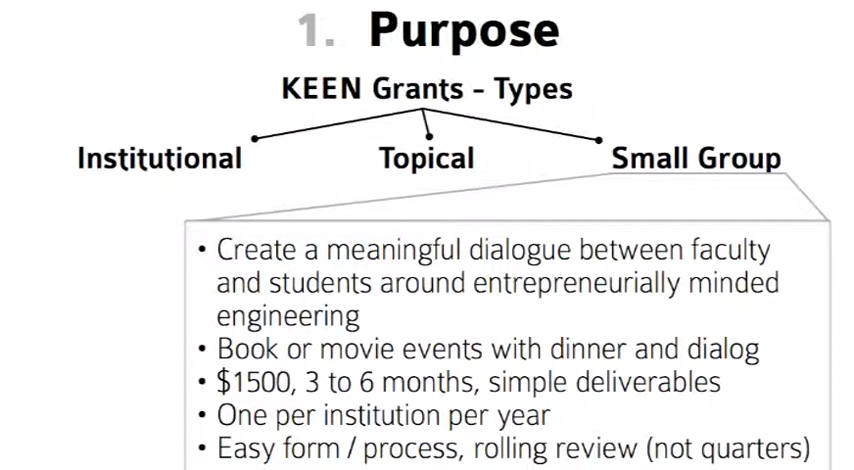 1. Purpose
KEEN Grants - Types
Institutional
Topical
Small Group
• Create a meaningful dialogue between faculty
and students around entrepreneurially minded
engineering
• Book or movie events with dinner and dialog
• $1500, 3 to 6 months, simple deliverables
• One per institution per year
• Easy form / process, rolling review (not quarters)